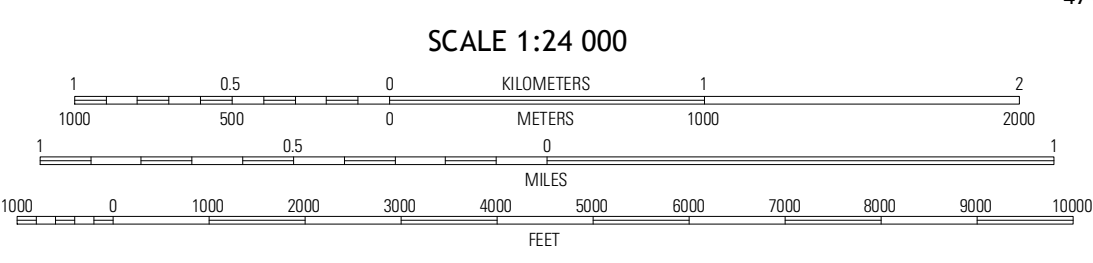 SCALE 1:24 000
1 0.5 0 KILOMETERS 1 2
1000 500 0 METERS 1000 2000
1 0.5 0 1
MILES
1000 0 1000 2000 3000 4000 5000 6000 7000 8000 9000 10000
FEET